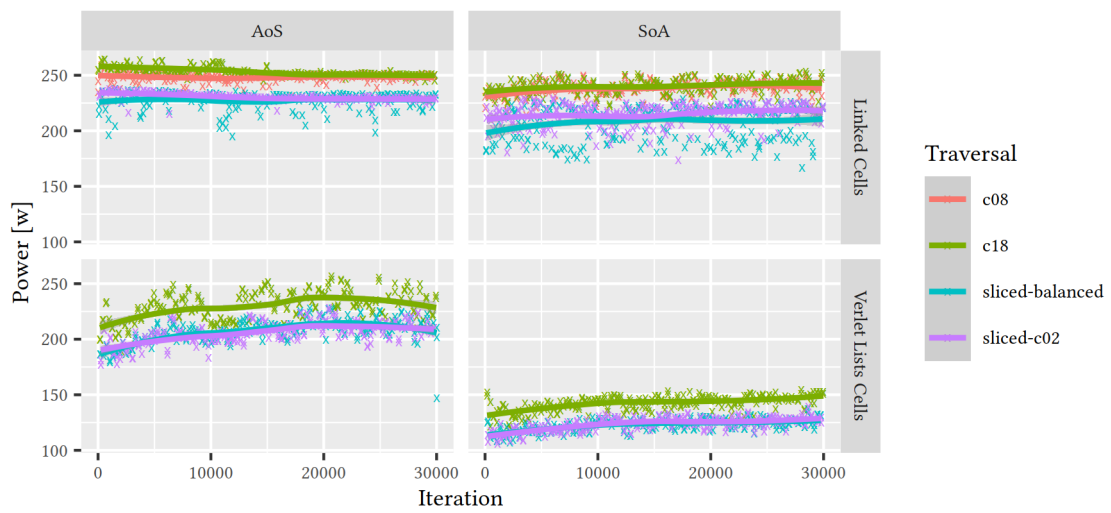 AoS
SoA
250
200
150
100
Linked Cells
250
200
150
100
Verlet Lists Cells
Power [w]
0
10000
20000
30000
0
10000
20000
30000
Iteration
Traversal
c08
c18
sliced-balanced
sliced-c02